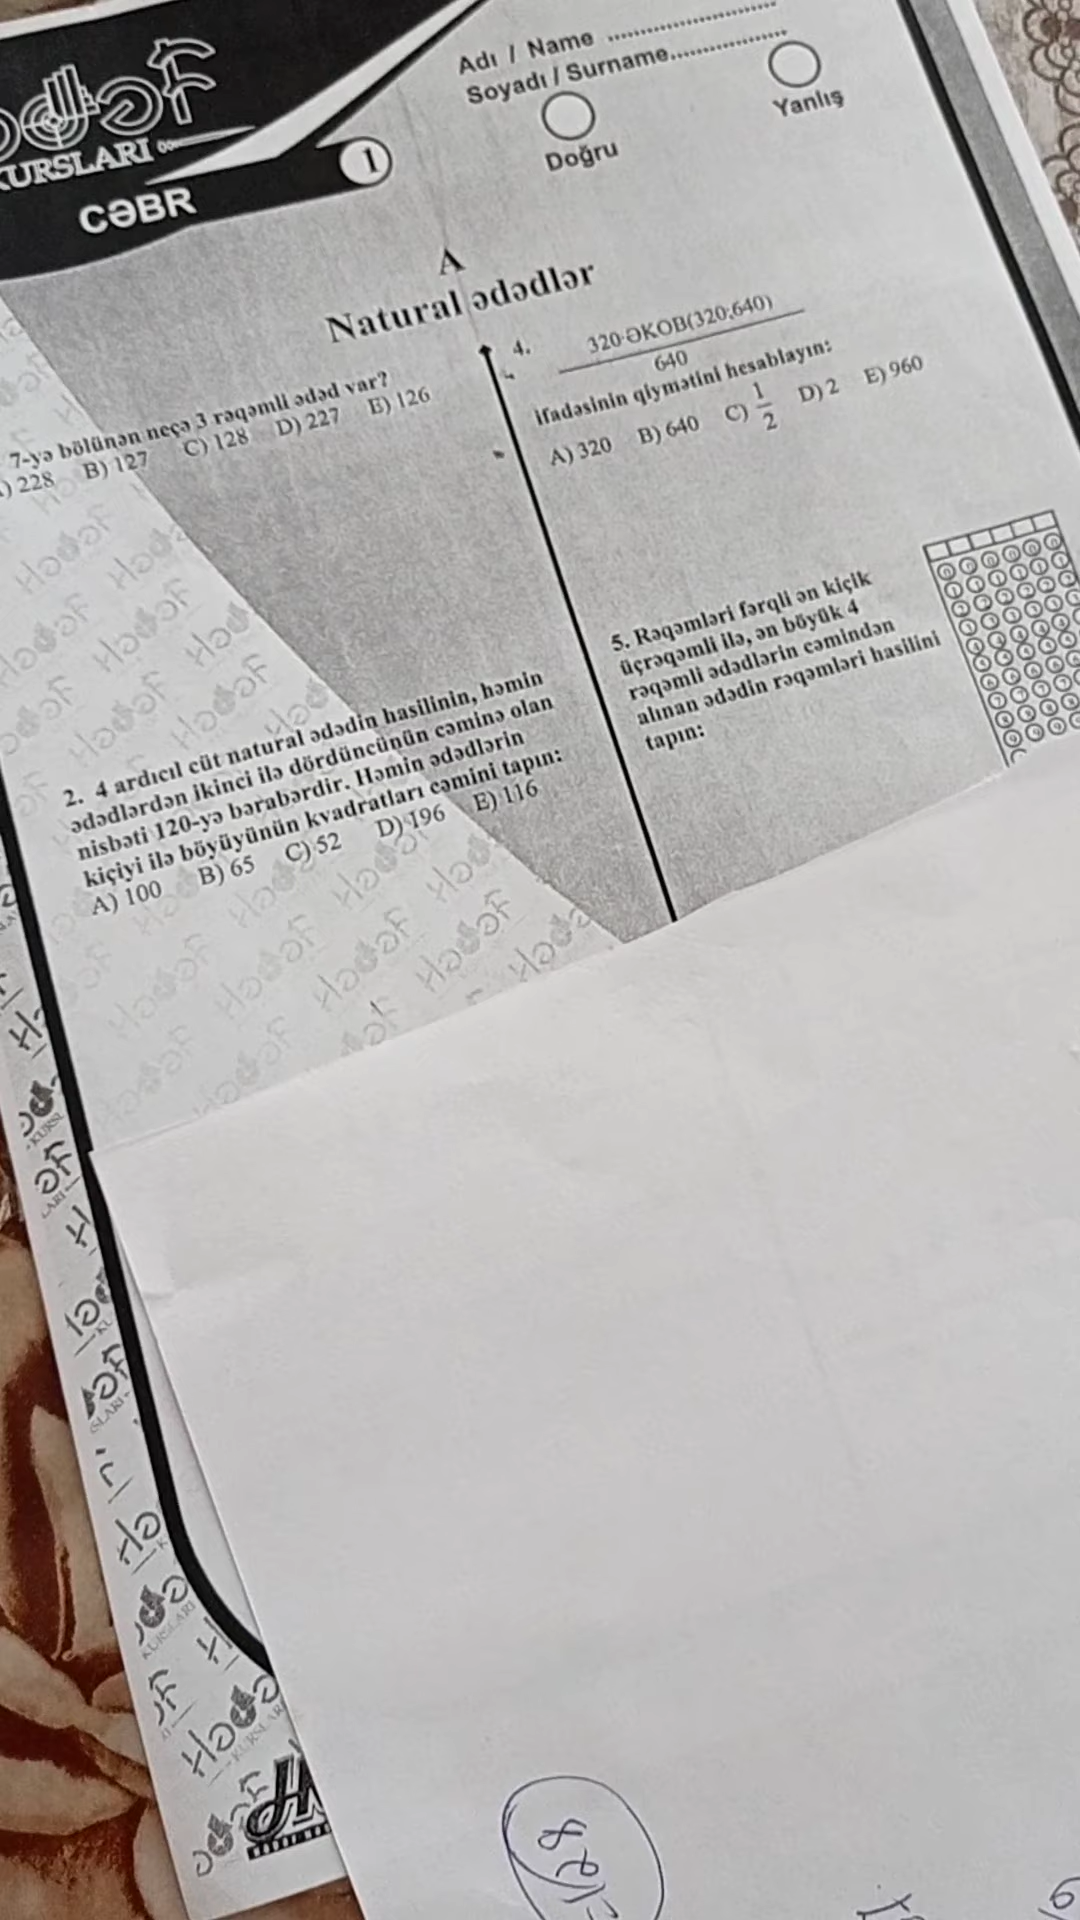 KURSLARI
CƏBR
1
Adı / Name ..........................
Soyadı / Surname..................
Doğru
Yanlış
A
Natural ədədlər
7-yə bölünən neçə 3 rəqəmli ədəd var?
) 228 B) 127 C) 128 D) 227 E) 126
2. 4 ardıcıl cüt natural ədədin hasilinin, həmin
ədədlərdən ikinci ilə dördüncünün cəminə olan
nisbəti 120-yə bərabərdir. Həmin ədədlərin
kiçiyi ilə böyüyünün kvadratları cəmini tapın:
A) 100 B) 65 C) 52 D) 196 E) 116
4. 320·ƏKOB(320;640)
640
ifadəsinin qiymətini hesablayın:
A) 320 B) 640 C) 1/2 D) 2 E) 960
5. Rəqəmləri fərqli ən kiçik
üçrəqəmli ilə, ən böyük 4
rəqəmli ədədlərin cəmindən
alınan ədədin rəqəmləri hasilini
tapın: